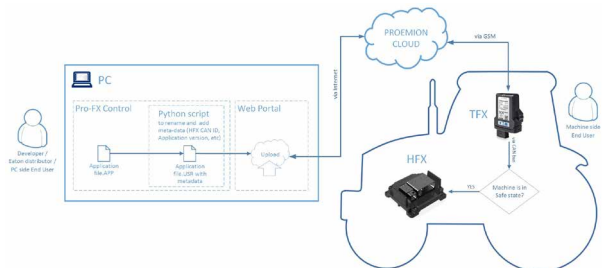 PROEMION
CLOUD
via GSM
via Internet
PC
Pro-FX Control
Python script
to rename and add
meta-data (HFX CAN ID,
Application version, etc)
Web Portal
Upload
Application
file.APP
Application
file.UMF with
metadata
Developer /
Eaton distributor /
PC side End User
TFX
Machine side
End User
via CAN bus
HFX
Yes
Machine is in
Safe state?